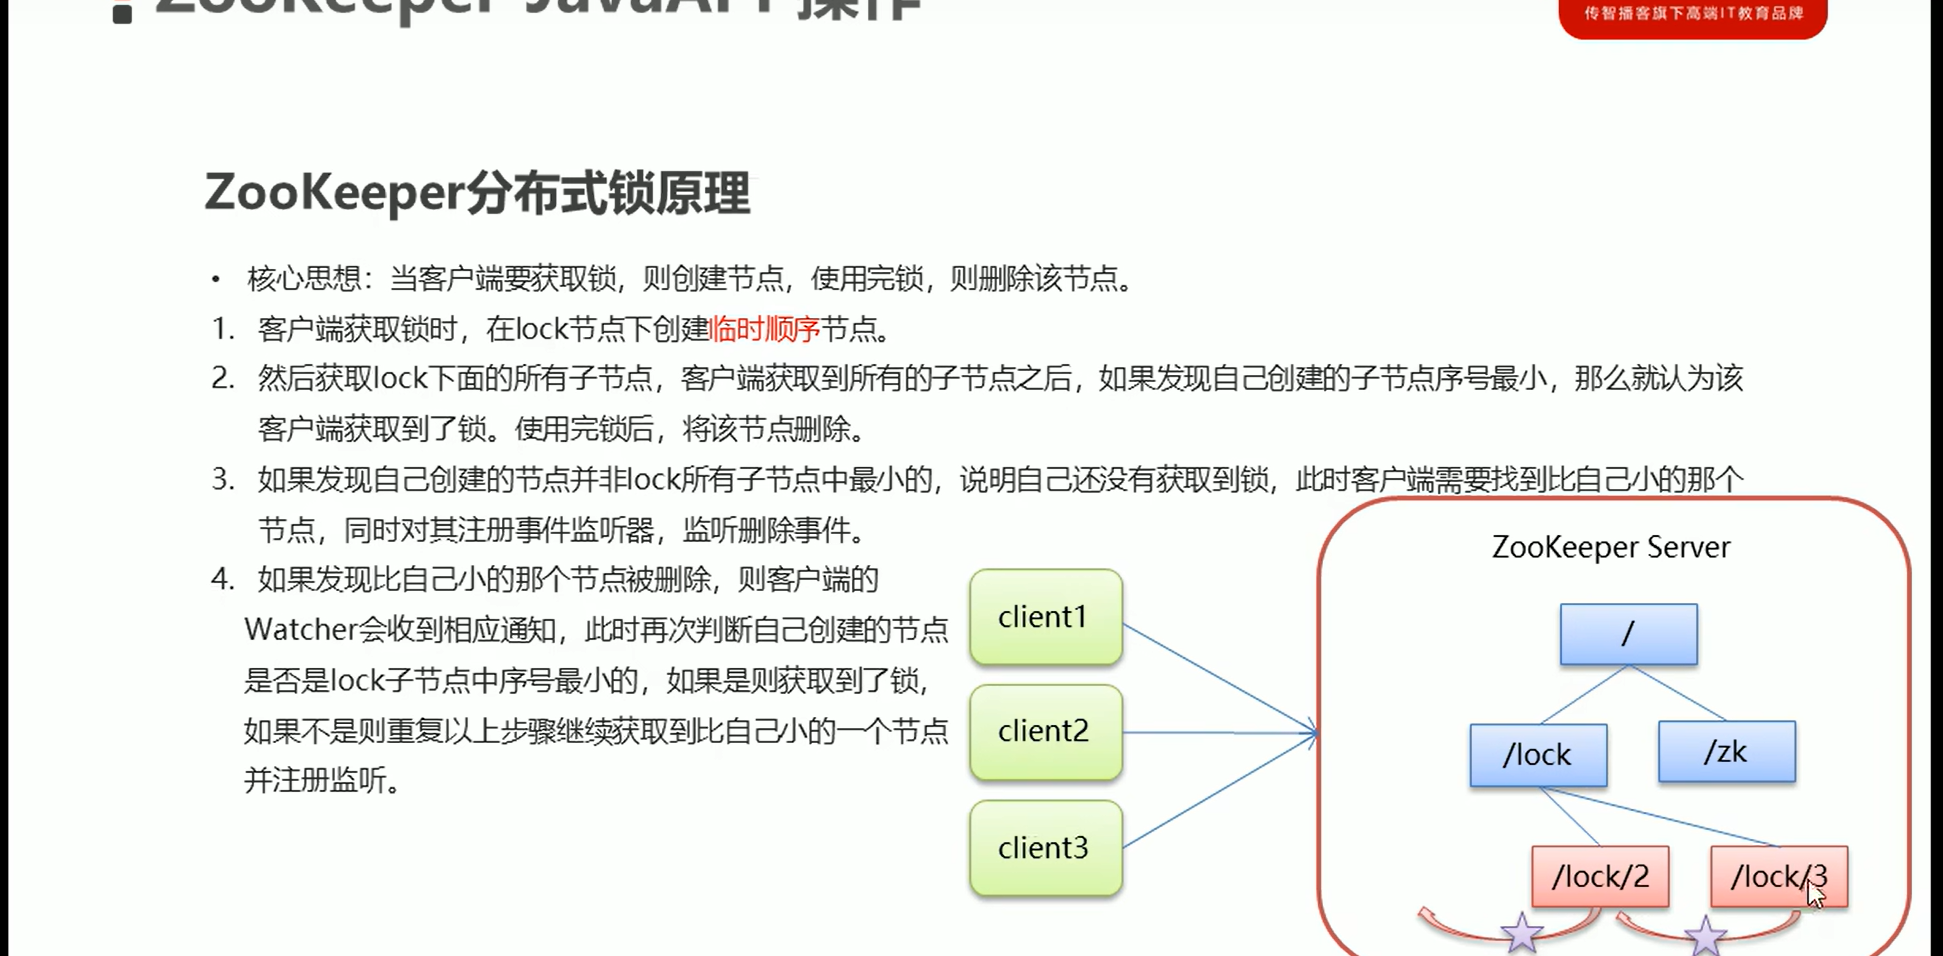 ZooKeeper JavaAPI 操作
传智播客旗下高端IT教育品牌
ZooKeeper分布式锁原理
• 核心思想：当客户端要获取锁，则创建节点，使用完锁，则删除该节点。
1. 客户端获取锁时，在lock节点下创建临时顺序节点。
2. 然后获取lock下面的所有子节点，客户端获取到所有的子节点之后，如果发现自己创建的子节点序号最小，那么就认为该
客户端获取到了锁。使用完锁后，将该节点删除。
3. 如果发现自己创建的节点并非lock所有子节点中最小的，说明自己还没有获取到锁，此时客户端需要找到比自己小的那个
节点，同时对其注册事件监听器，监听删除事件。
4. 如果发现比自己小的那个节点被删除，则客户端的
Watcher会收到相应通知，此时再次判断自己创建的节点
是否是lock子节点中序号最小的，如果是则获取到了锁，
如果不是则重复以上步骤继续获取到比自己小的一个节点
并注册监听。
client1
client2
client3
ZooKeeper Server
/
/lock
/zk
/lock/2
/lock/3